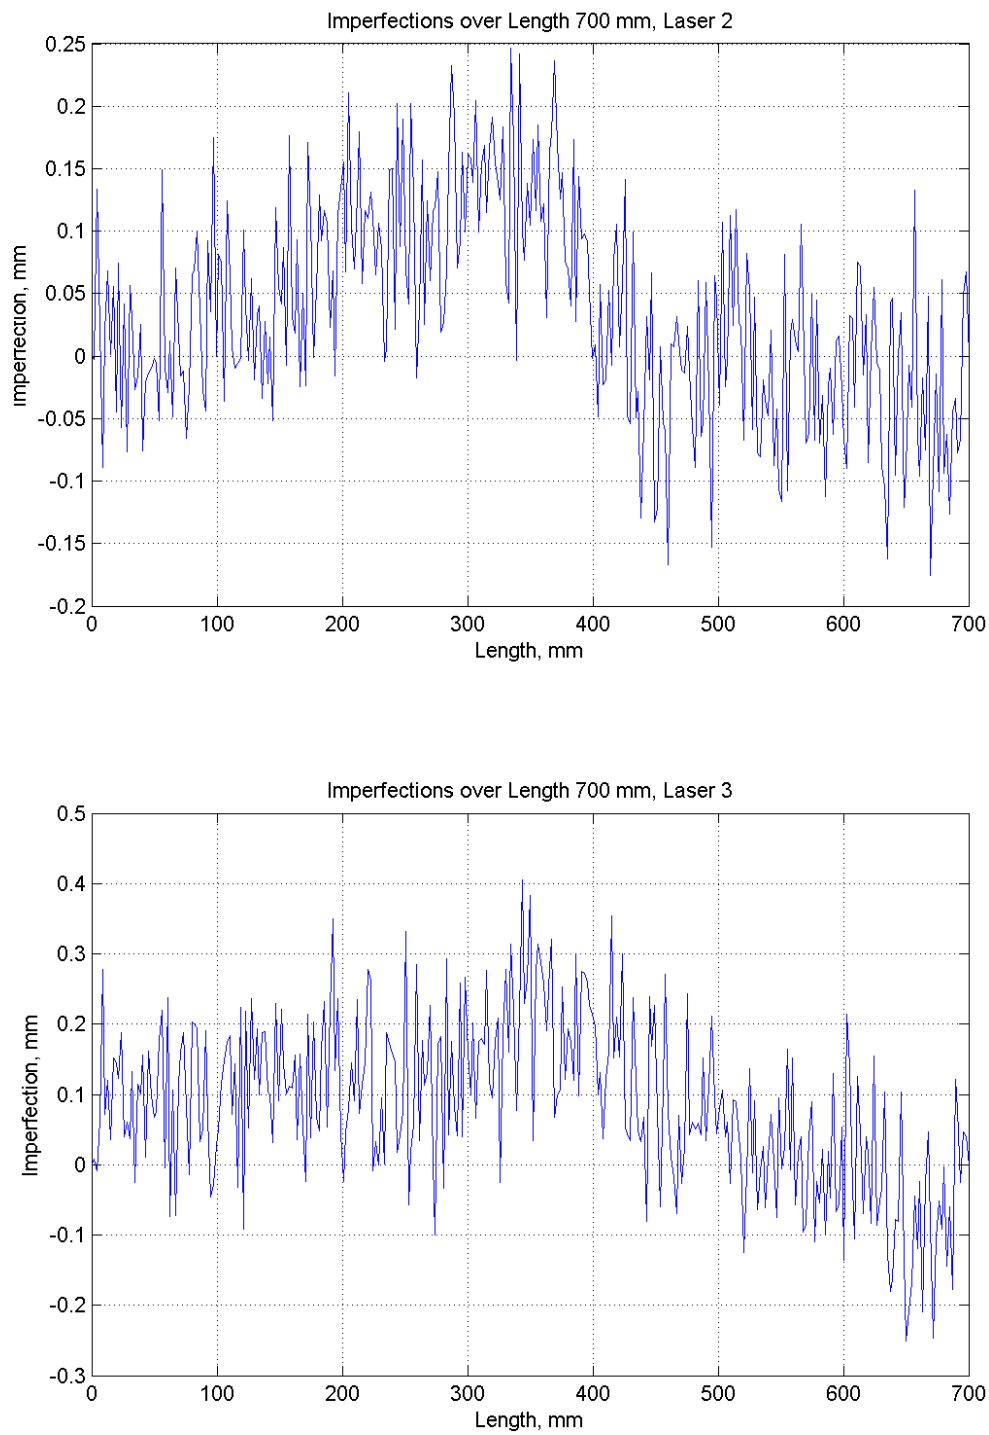 Imperfections over Length 700 mm, Laser 2
0.25
0.2
0.15
0.1
0.05
0
-0.05
-0.1
-0.15
-0.2
Imperfection, mm
0 100 200 300 400 500 600 700
Length, mm
Imperfections over Length 700 mm, Laser 3
0.5
0.4
0.3
0.2
0.1
0
-0.1
-0.2
-0.3
Imperfection, mm
0 100 200 300 400 500 600 700
Length, mm